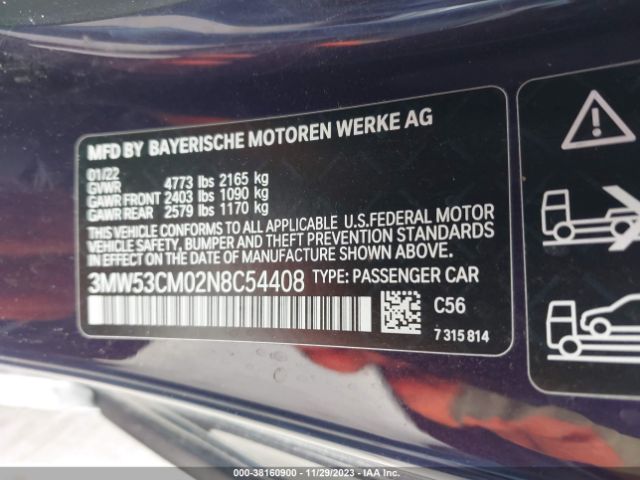 MFD BY BAYERISCHE MOTOREN WERKE AG
01/22
GVWR 4773 lbs 2165 kg
GAWR FRONT 2403 lbs 1090 kg
GAWR REAR 2579 lbs 1170 kg
THIS VEHICLE CONFORMS TO ALL APPLICABLE U.S.FEDERAL MOTOR
VEHICLE SAFETY, BUMPER AND THEFT PREVENTION STANDARDS
IN EFFECT ON THE DATE OF MANUFACTURE SHOWN ABOVE.
3MW53CM02N8C54408 TYPE: PASSENGER CAR
C56
7 315 814
000-38160900 - 11/29/2023 - IAA Inc.